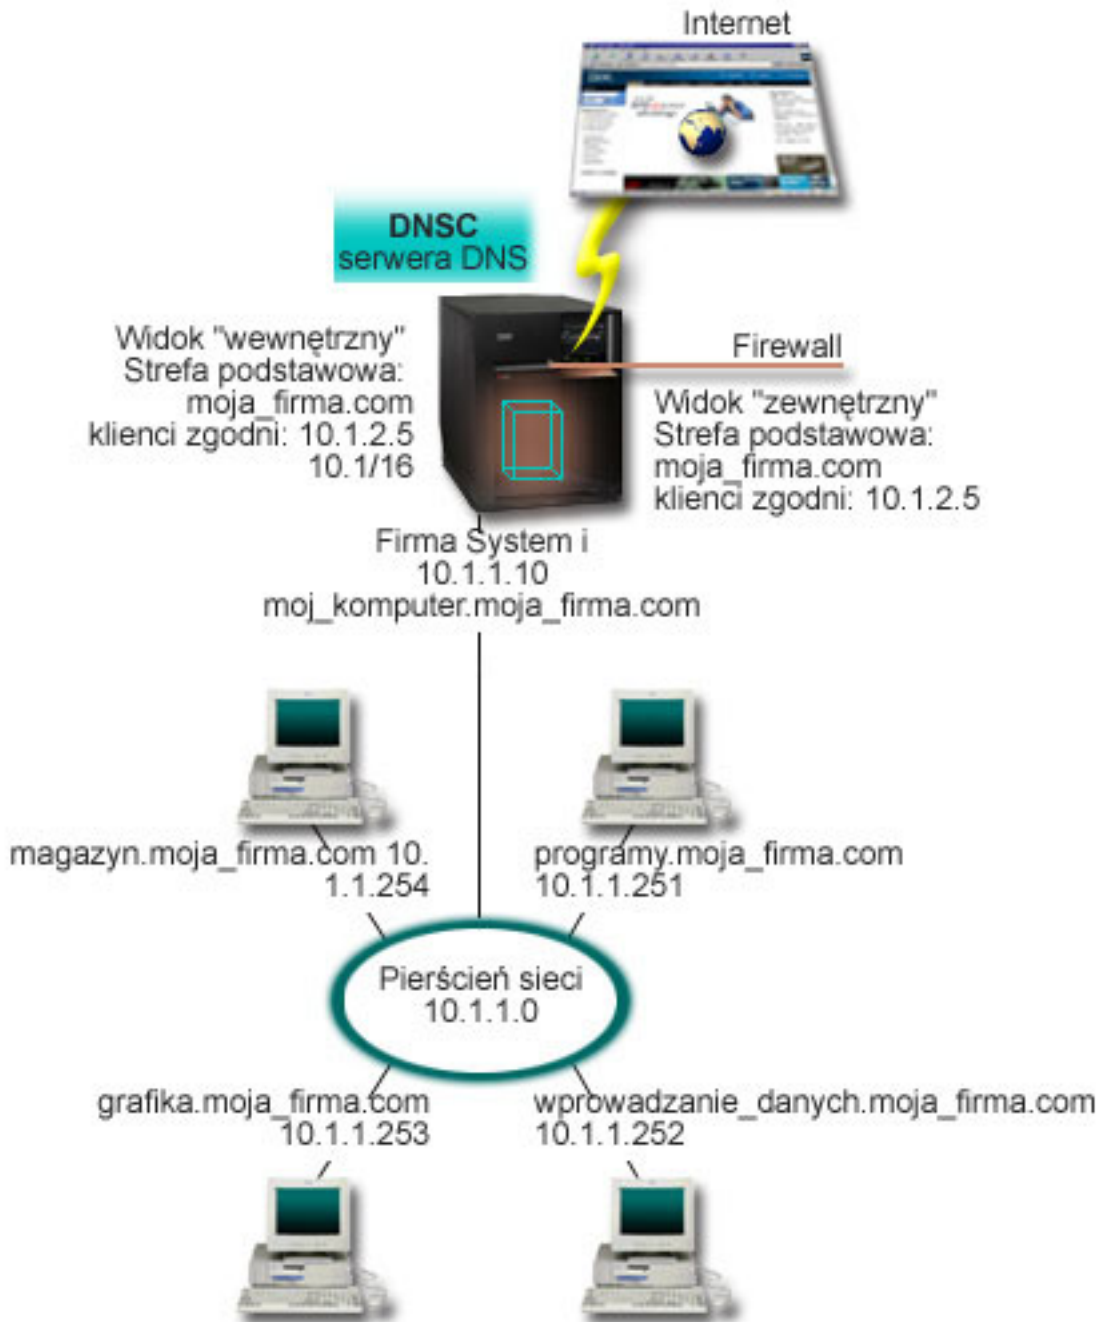 Internet
DNSC
serwera DNS
Widok "wewnętrzny"
Strefa podstawowa:
moja_firma.com
klienci zgodni: 10.1.2.5
10.1/16
Firewall
Widok "zewnętrzny"
Strefa podstawowa:
moja_firma.com
klienci zgodni: 10.1.2.5
Firma System i
10.1.1.10
moj_komputer.moja_firma.com
magazyn.moja_firma.com 10.
1.1.254
programy.moja_firma.com
10.1.1.251
Pierścień sieci
10.1.1.0
grafika.moja_firma.com
10.1.1.253
wprowadzanie_danych.moja_firma.com
10.1.1.252